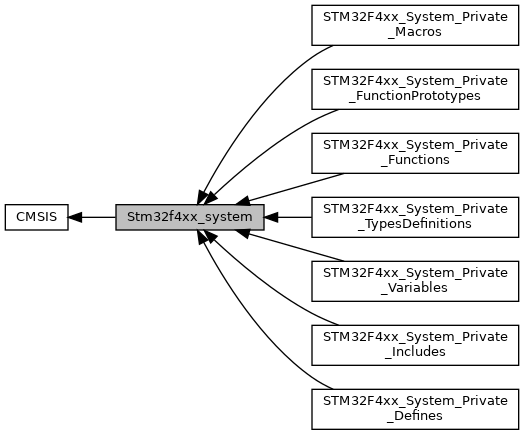 STM32F4xx_System_Private
_Macros
STM32F4xx_System_Private
_FunctionPrototypes
STM32F4xx_System_Private
_Functions
CMSIS
Stm32f4xx_system
STM32F4xx_System_Private
_TypesDefinitions
STM32F4xx_System_Private
_Variables
STM32F4xx_System_Private
_Includes
STM32F4xx_System_Private
_Defines